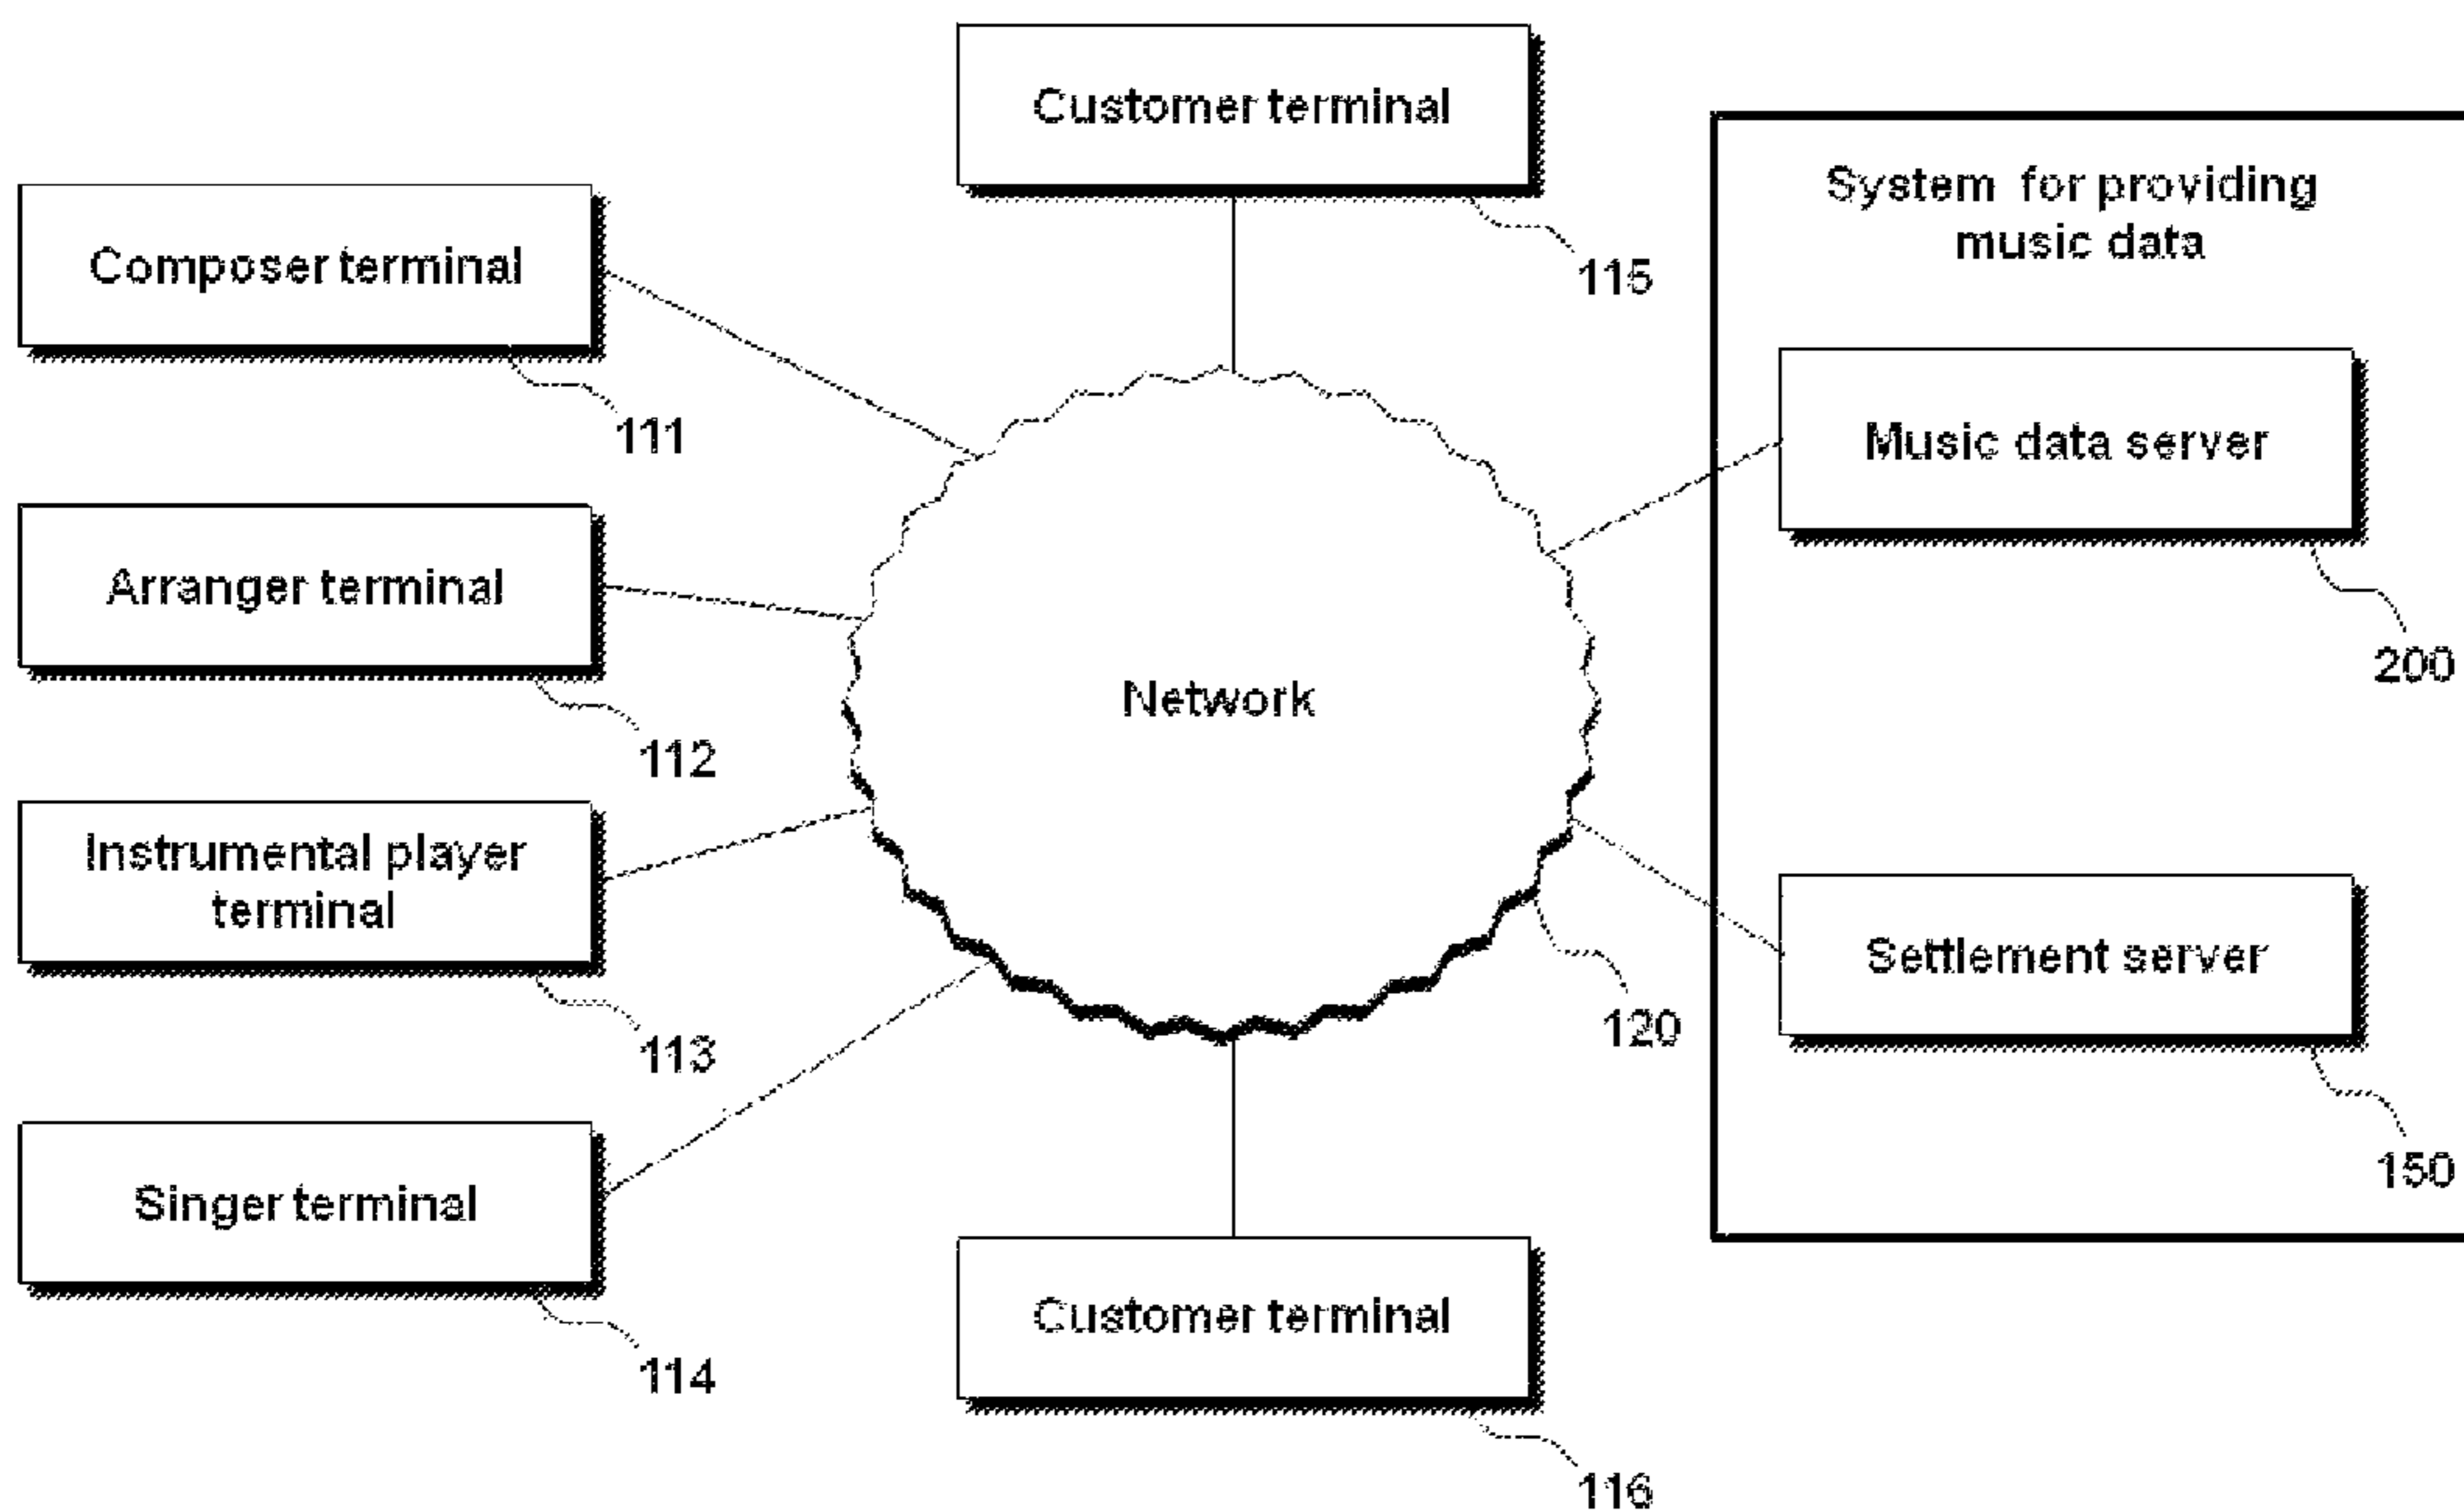 Customer terminal
115
System for providing
music data
Composer terminal
111
Music data server
200
Arranger terminal
112
Network
120
Instrumental player
terminal
113
Settlement server
150
Singer terminal
114
Customer terminal
116